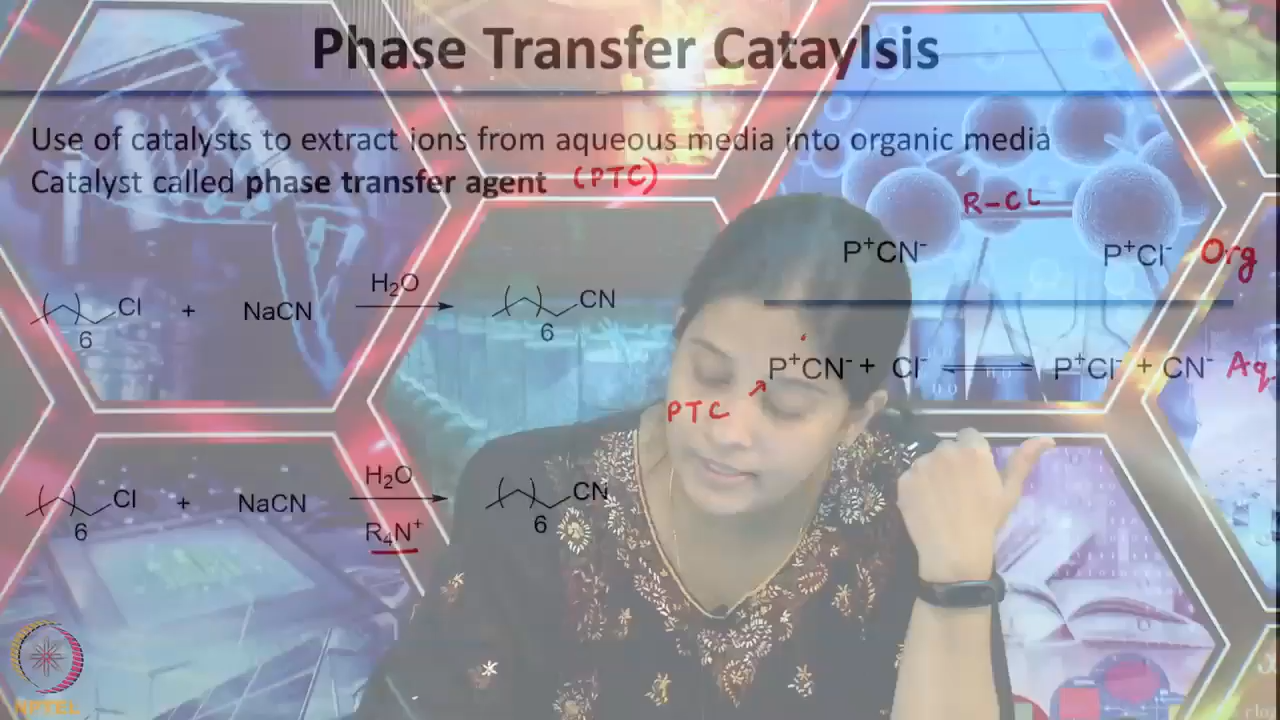 Phase Transfer Cataylsis
Use of catalysts to extract ions from aqueous media into organic media
Catalyst called phase transfer agent (PTC)
R-CL
P⁺CN⁻ P⁺Cl⁻ Org
Cl + NaCN H₂O CN
6 6
P⁺CN⁻ + Cl⁻ P⁺Cl⁻ + CN⁻ Aq
PTC
Cl + NaCN H₂O CN
6 R₄N⁺ 6
NPTEL